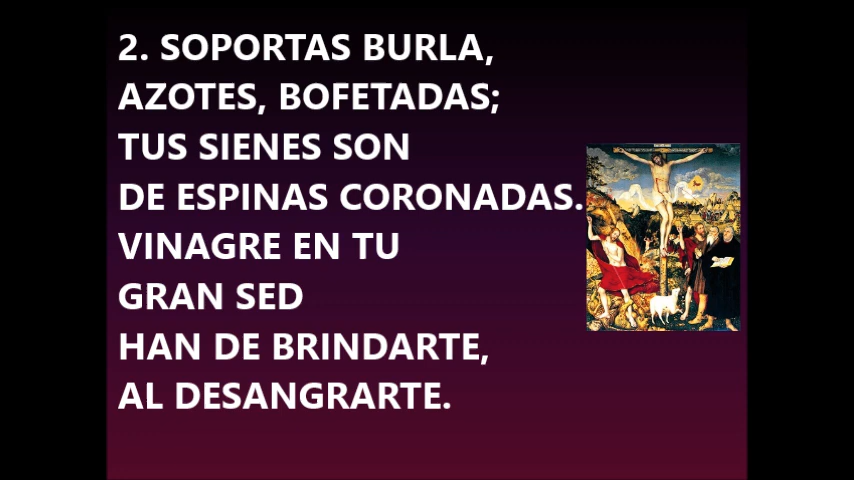 2. SOPORTAS BURLA,
AZOTES, BOFETADAS;
TUS SIENES SON
DE ESPINAS CORONADAS.
VINAGRE EN TU
GRAN SED
HAN DE BRINDARTE,
AL DESANGRARTE.